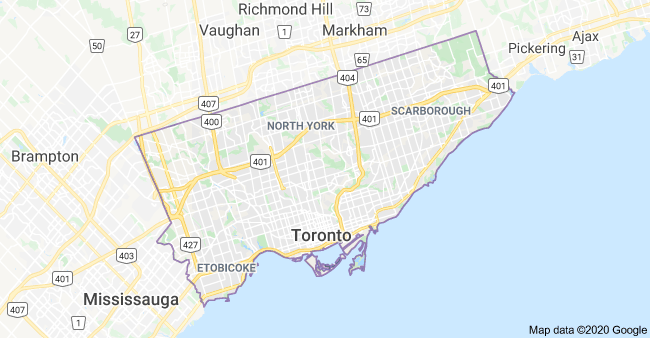 Richmond Hill
73
Vaughan
1
Markham
27
50
Pickering
Ajax
31
65
404
407
401
400
401
SCARBOROUGH
NORTH YORK
Brampton
401
Toronto
427
403
ETOBICOKE
401
Mississauga
407
1
Map data ©2020 Google